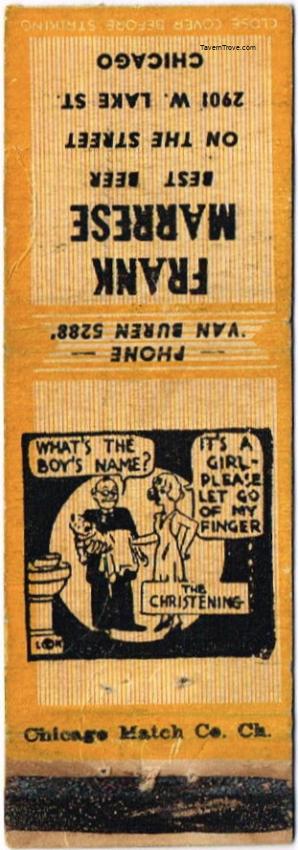 CLOSE COVER BEFORE STRIKING
TavernTrove.com
FRANK
MARRESE
BEST BEER
ON THE STREET
2901 W. LAKE ST.
CHICAGO
— PHONE —
'VAN BUREN 5288'
WHAT'S THE
BOY'S NAME?
IT'S A
GIRL-
PLEASE
LET GO
OF MY
FINGER
THE
CHRISTENING
LOOK
Chicago Match Co. Ch.